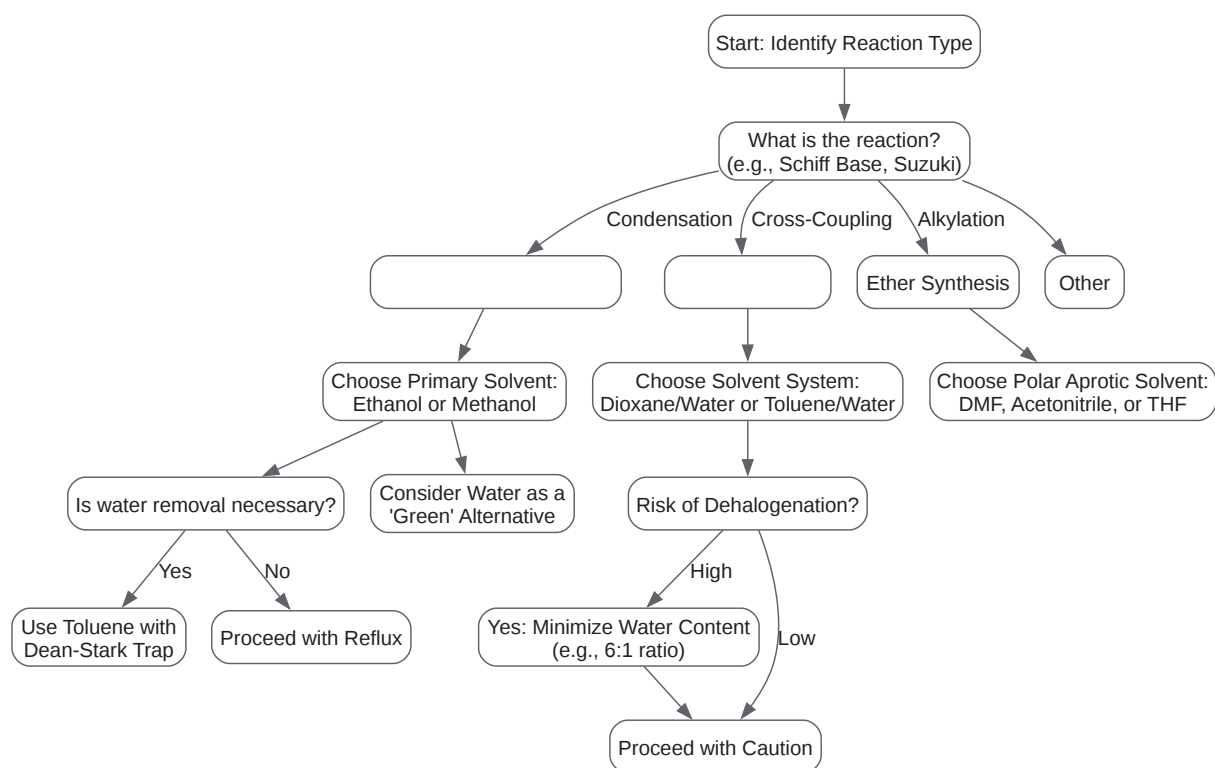 Start: Identify Reaction Type
What is the reaction?
(e.g., Schiff Base, Suzuki)
Condensation
Cross-Coupling
Alkylation
Ether Synthesis
Other
Choose Primary Solvent:
Ethanol or Methanol
Choose Solvent System:
Dioxane/Water or Toluene/Water
Choose Polar Aprotic Solvent:
DMF, Acetonitrile, or THF
Is water removal necessary?
Consider Water as a
'Green' Alternative
Risk of Dehalogenation?
Yes
No
High
Use Toluene with
Dean-Stark Trap
Proceed with Reflux
Yes: Minimize Water Content
(e.g., 6:1 ratio)
Low
Proceed with Caution